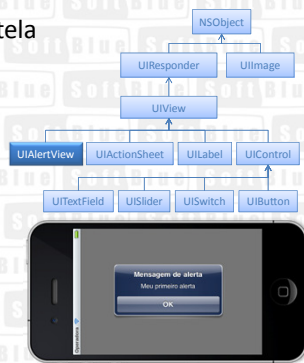 tela
NSObject
UIResponder
UIImage
UIView
UIAlertView
UIActionSheet
UILabel
UIControl
UITextField
UISlider
UISwitch
UIButton
Operadora
Mensagem de alerta
Meu primeiro alerta
OK